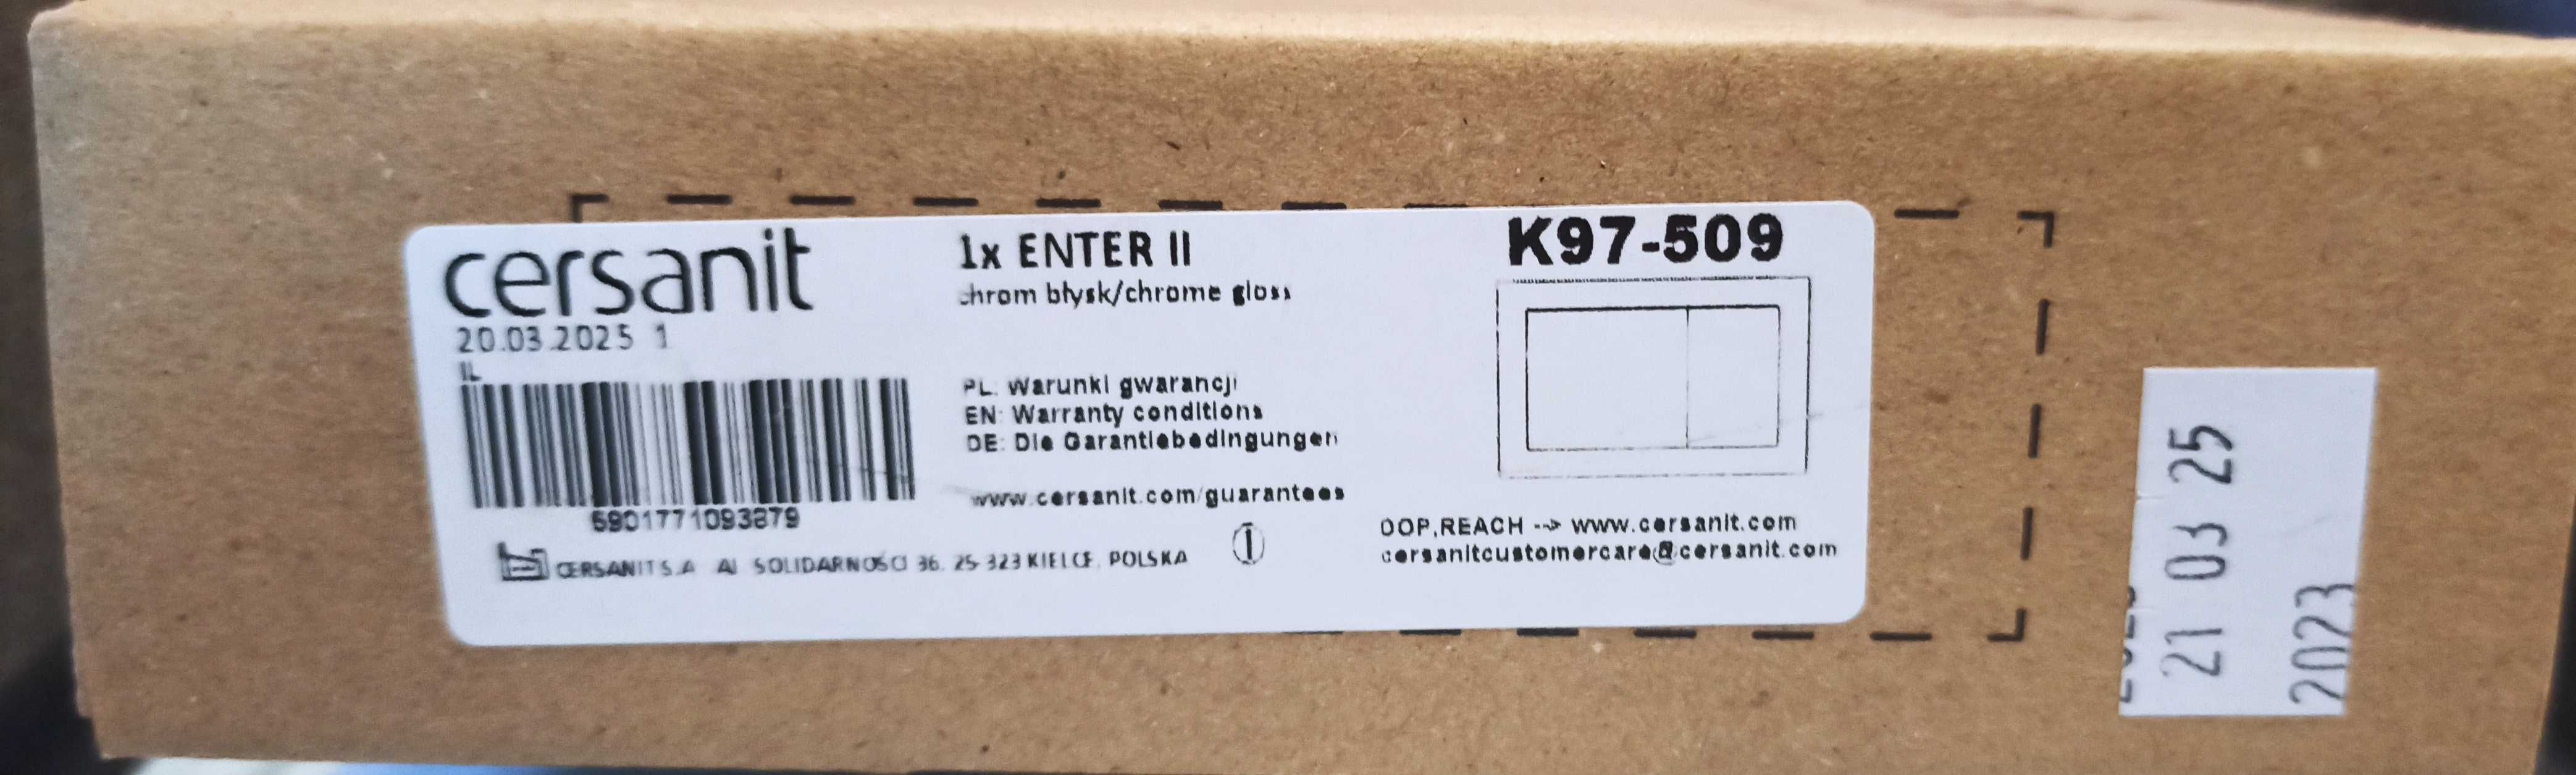 cersanit
20.03.2025 1
IL
5901771093879
CERSANIT S.A Al SOLIDARNOŚCI 36, 25-323 KIELCE, POLSKA
1x ENTER II
chrom błysk/chrome gloss
PL: Warunki gwarancji
EN: Warranty conditions
DE: Die Garantiebedingungen
www.cersanit.com/guarantees
K97-509
DOP,REACH --> www.cersanit.com
cersanitcustomercare@cersanit.com
21 03 25
2023